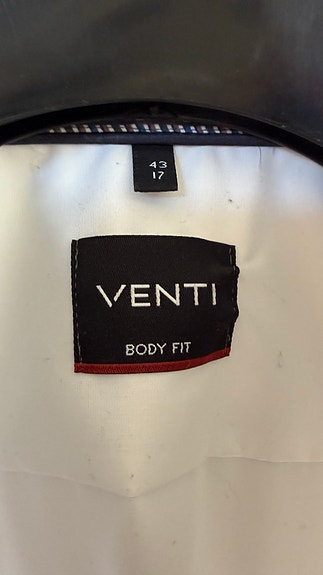 43
17
VENTI
BODY FIT